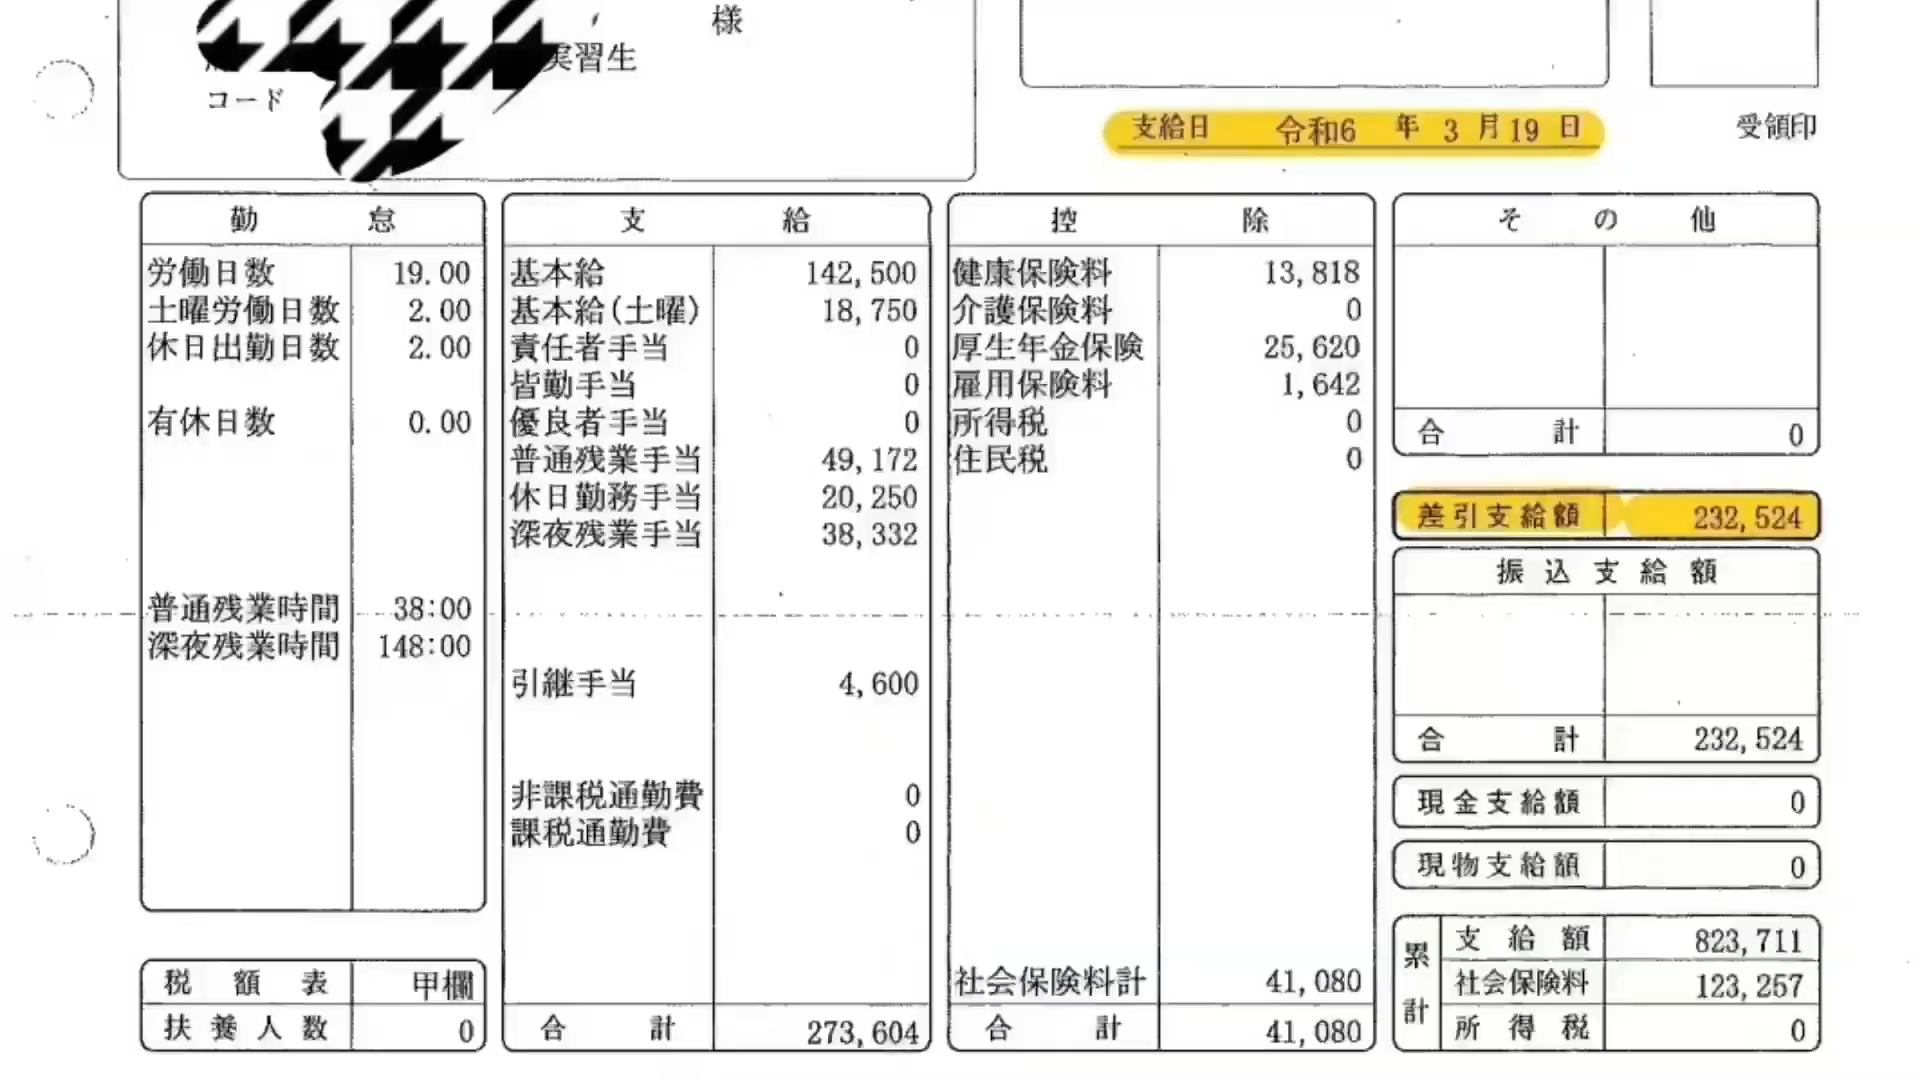 様
実習生
コード
支給日 令和6 年 3 月 19 日
受領印
勤 怠
労働日数 19.00
土曜労働日数 2.00
休日出勤日数 2.00
有休日数 0.00
普通残業時間 38:00
深夜残業時間 148:00
税額表 甲欄
扶養人数 0
支 給
基本給 142,500
基本給(土曜) 18,750
責任者手当 0
皆勤手当 0
優良者手当 0
普通残業手当 49,172
休日勤務手当 20,250
深夜残業手当 38,332
引継手当 4,600
非課税通勤費 0
課税通勤費 0
合 計 273,604
控 除
健康保険料 13,818
介護保険料 0
厚生年金保険 25,620
雇用保険料 1,642
所得税 0
住民税 0
社会保険料計 41,080
合 計 41,080
そ の 他
合 計 0
差引支給額 232,524
振込支給額
合 計 232,524
現金支給額 0
現物支給額 0
累計
支給額 823,711
社会保険料 123,257
所得税 0